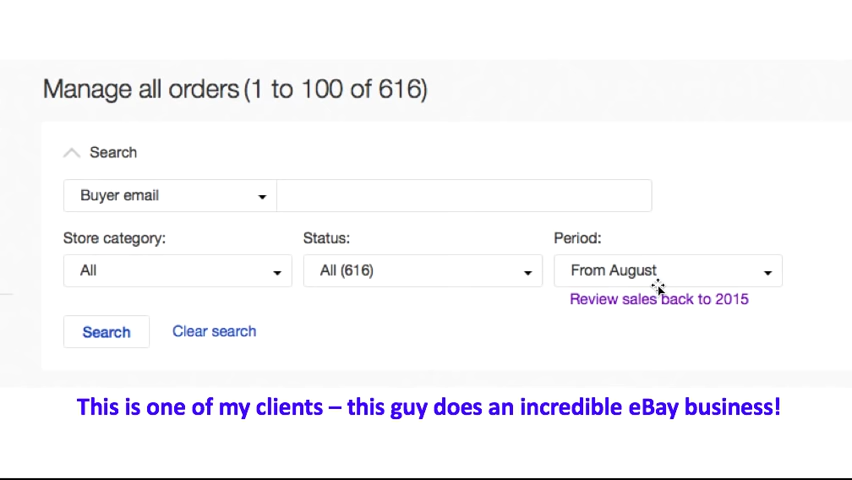 Manage all orders (1 to 100 of 616)
Search
Buyer email
Store category: Status: Period:
All All (616) From August
Review sales back to 2015
Search Clear search
This is one of my clients – this guy does an incredible eBay business!